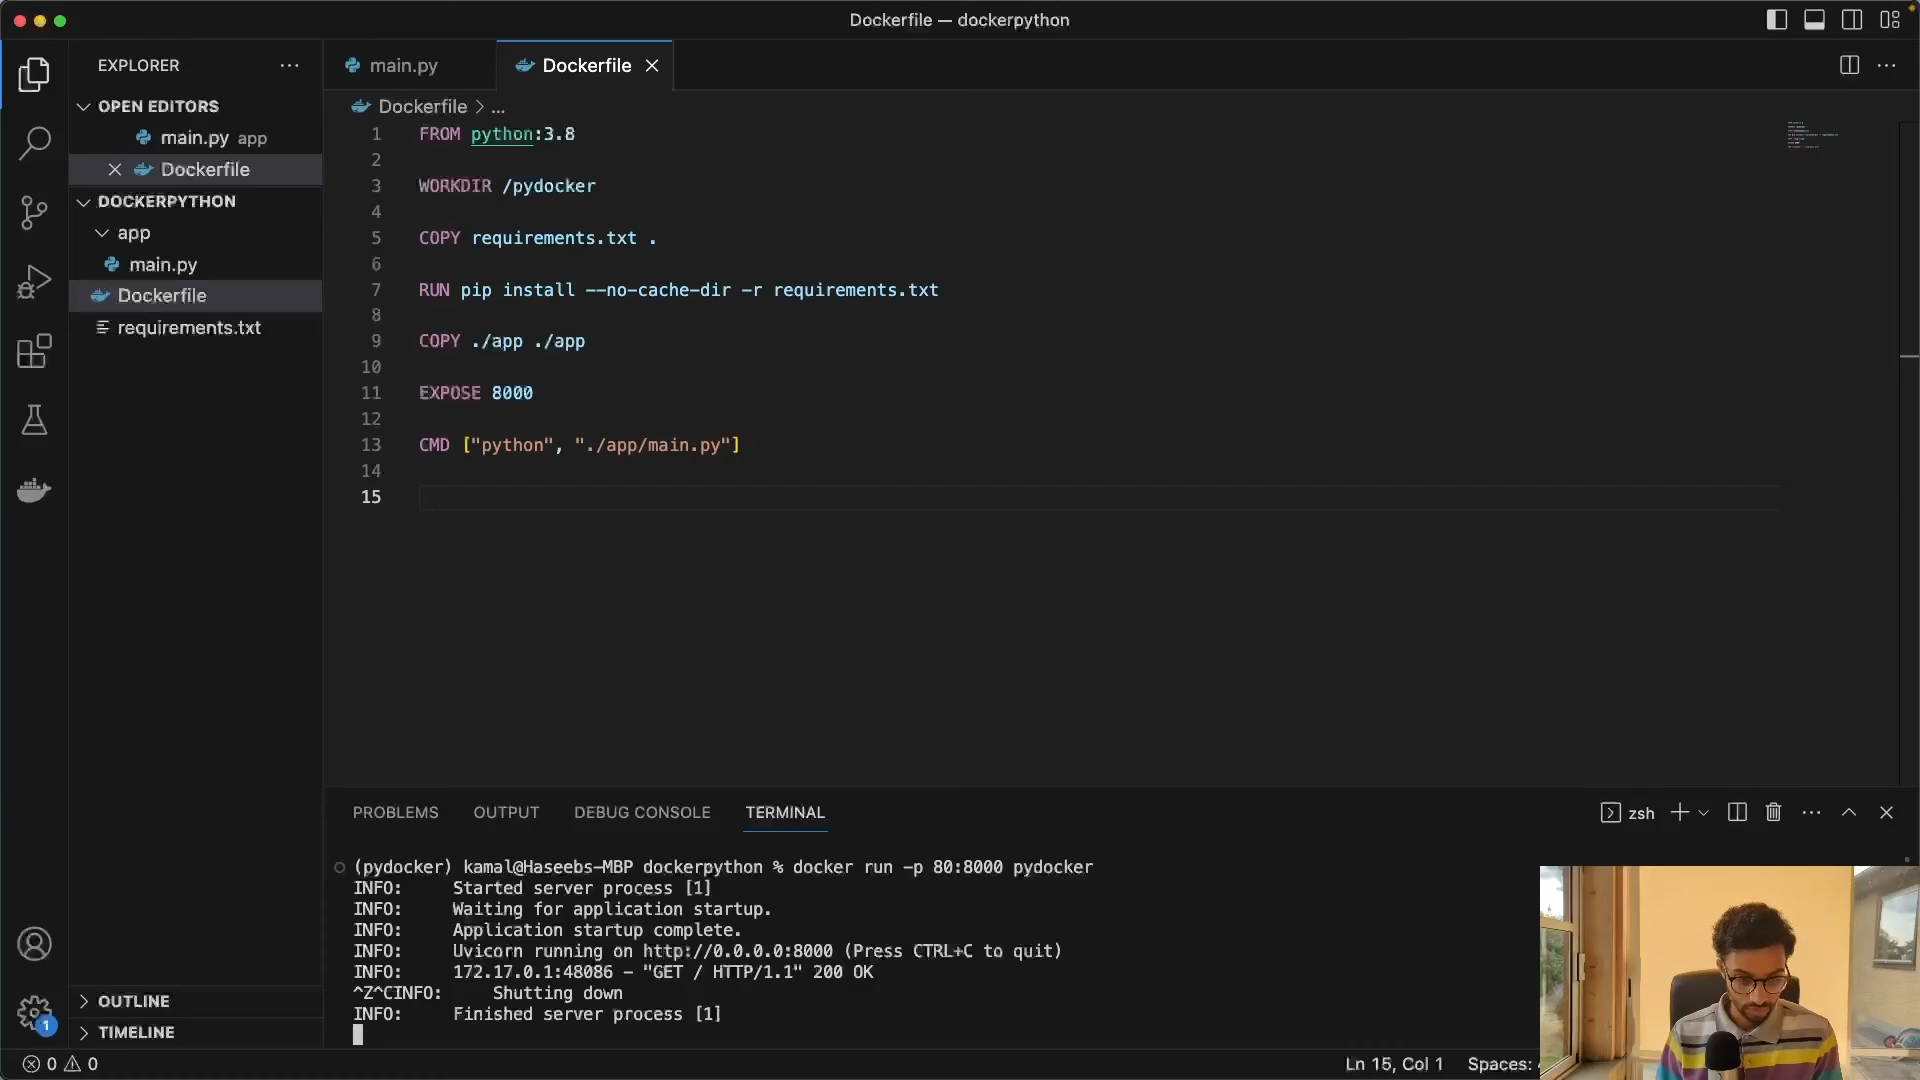 Dockerfile — dockerpython
EXPLORER
main.py
Dockerfile
OPEN EDITORS
main.py app
Dockerfile
DOCKERPYTHON
app
main.py
Dockerfile
requirements.txt
OUTLINE
TIMELINE
Dockerfile > ...
1 FROM python:3.8
2
3 WORKDIR /pydocker
4
5 COPY requirements.txt .
6
7 RUN pip install --no-cache-dir -r requirements.txt
8
9 COPY ./app ./app
10
11 EXPOSE 8000
12
13 CMD ["python", "./app/main.py"]
14
15
PROBLEMS OUTPUT DEBUG CONSOLE TERMINAL
zsh
(pydocker) kamal@Haseebs-MBP dockerpython % docker run -p 80:8000 pydocker
INFO: Started server process [1]
INFO: Waiting for application startup.
INFO: Application startup complete.
INFO: Uvicorn running on http://0.0.0.0:8000 (Press CTRL+C to quit)
INFO: 172.17.0.1:48086 - "GET / HTTP/1.1" 200 OK
^Z^CINFO: Shutting down
INFO: Finished server process [1]
1
0 0
Ln 15, Col 1 Spaces: